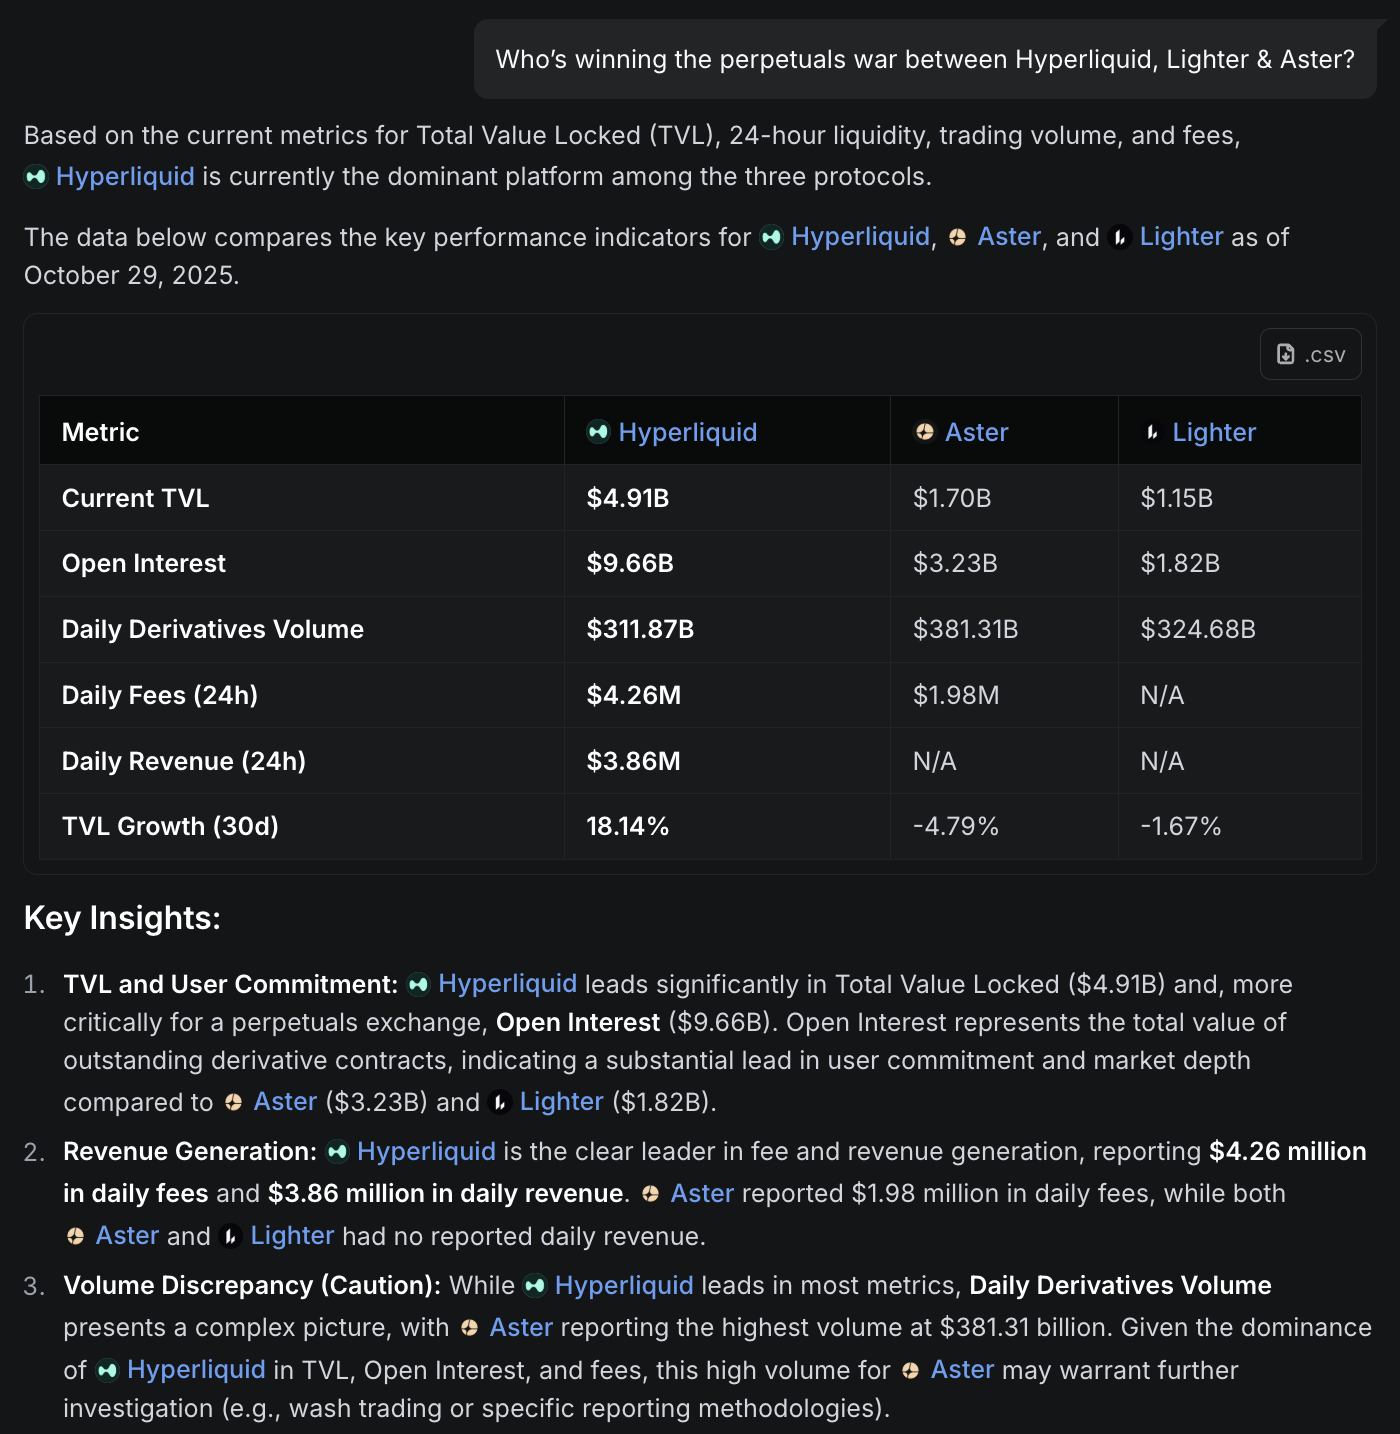 Who’s winning the perpetuals war between Hyperliquid, Lighter & Aster?
Based on the current metrics for Total Value Locked (TVL), 24-hour liquidity, trading volume, and fees,
Hyperliquid is currently the dominant platform among the three protocols.
The data below compares the key performance indicators for Hyperliquid, Aster, and Lighter as of
October 29, 2025.
.csv
Metric Hyperliquid Aster Lighter
Current TVL $4.91B $1.70B $1.15B
Open Interest $9.66B $3.23B $1.82B
Daily Derivatives Volume $311.87B $381.31B $324.68B
Daily Fees (24h) $4.26M $1.98M N/A
Daily Revenue (24h) $3.86M N/A N/A
TVL Growth (30d) 18.14% -4.79% -1.67%
Key Insights:
1. TVL and User Commitment: Hyperliquid leads significantly in Total Value Locked ($4.91B) and, more
critically for a perpetuals exchange, Open Interest ($9.66B). Open Interest represents the total value of
outstanding derivative contracts, indicating a substantial lead in user commitment and market depth
compared to Aster ($3.23B) and Lighter ($1.82B).
2. Revenue Generation: Hyperliquid is the clear leader in fee and revenue generation, reporting $4.26 million
in daily fees and $3.86 million in daily revenue. Aster reported $1.98 million in daily fees, while both
Aster and Lighter had no reported daily revenue.
3. Volume Discrepancy (Caution): While Hyperliquid leads in most metrics, Daily Derivatives Volume
presents a complex picture, with Aster reporting the highest volume at $381.31 billion. Given the dominance
of Hyperliquid in TVL, Open Interest, and fees, this high volume for Aster may warrant further
investigation (e.g., wash trading or specific reporting methodologies).